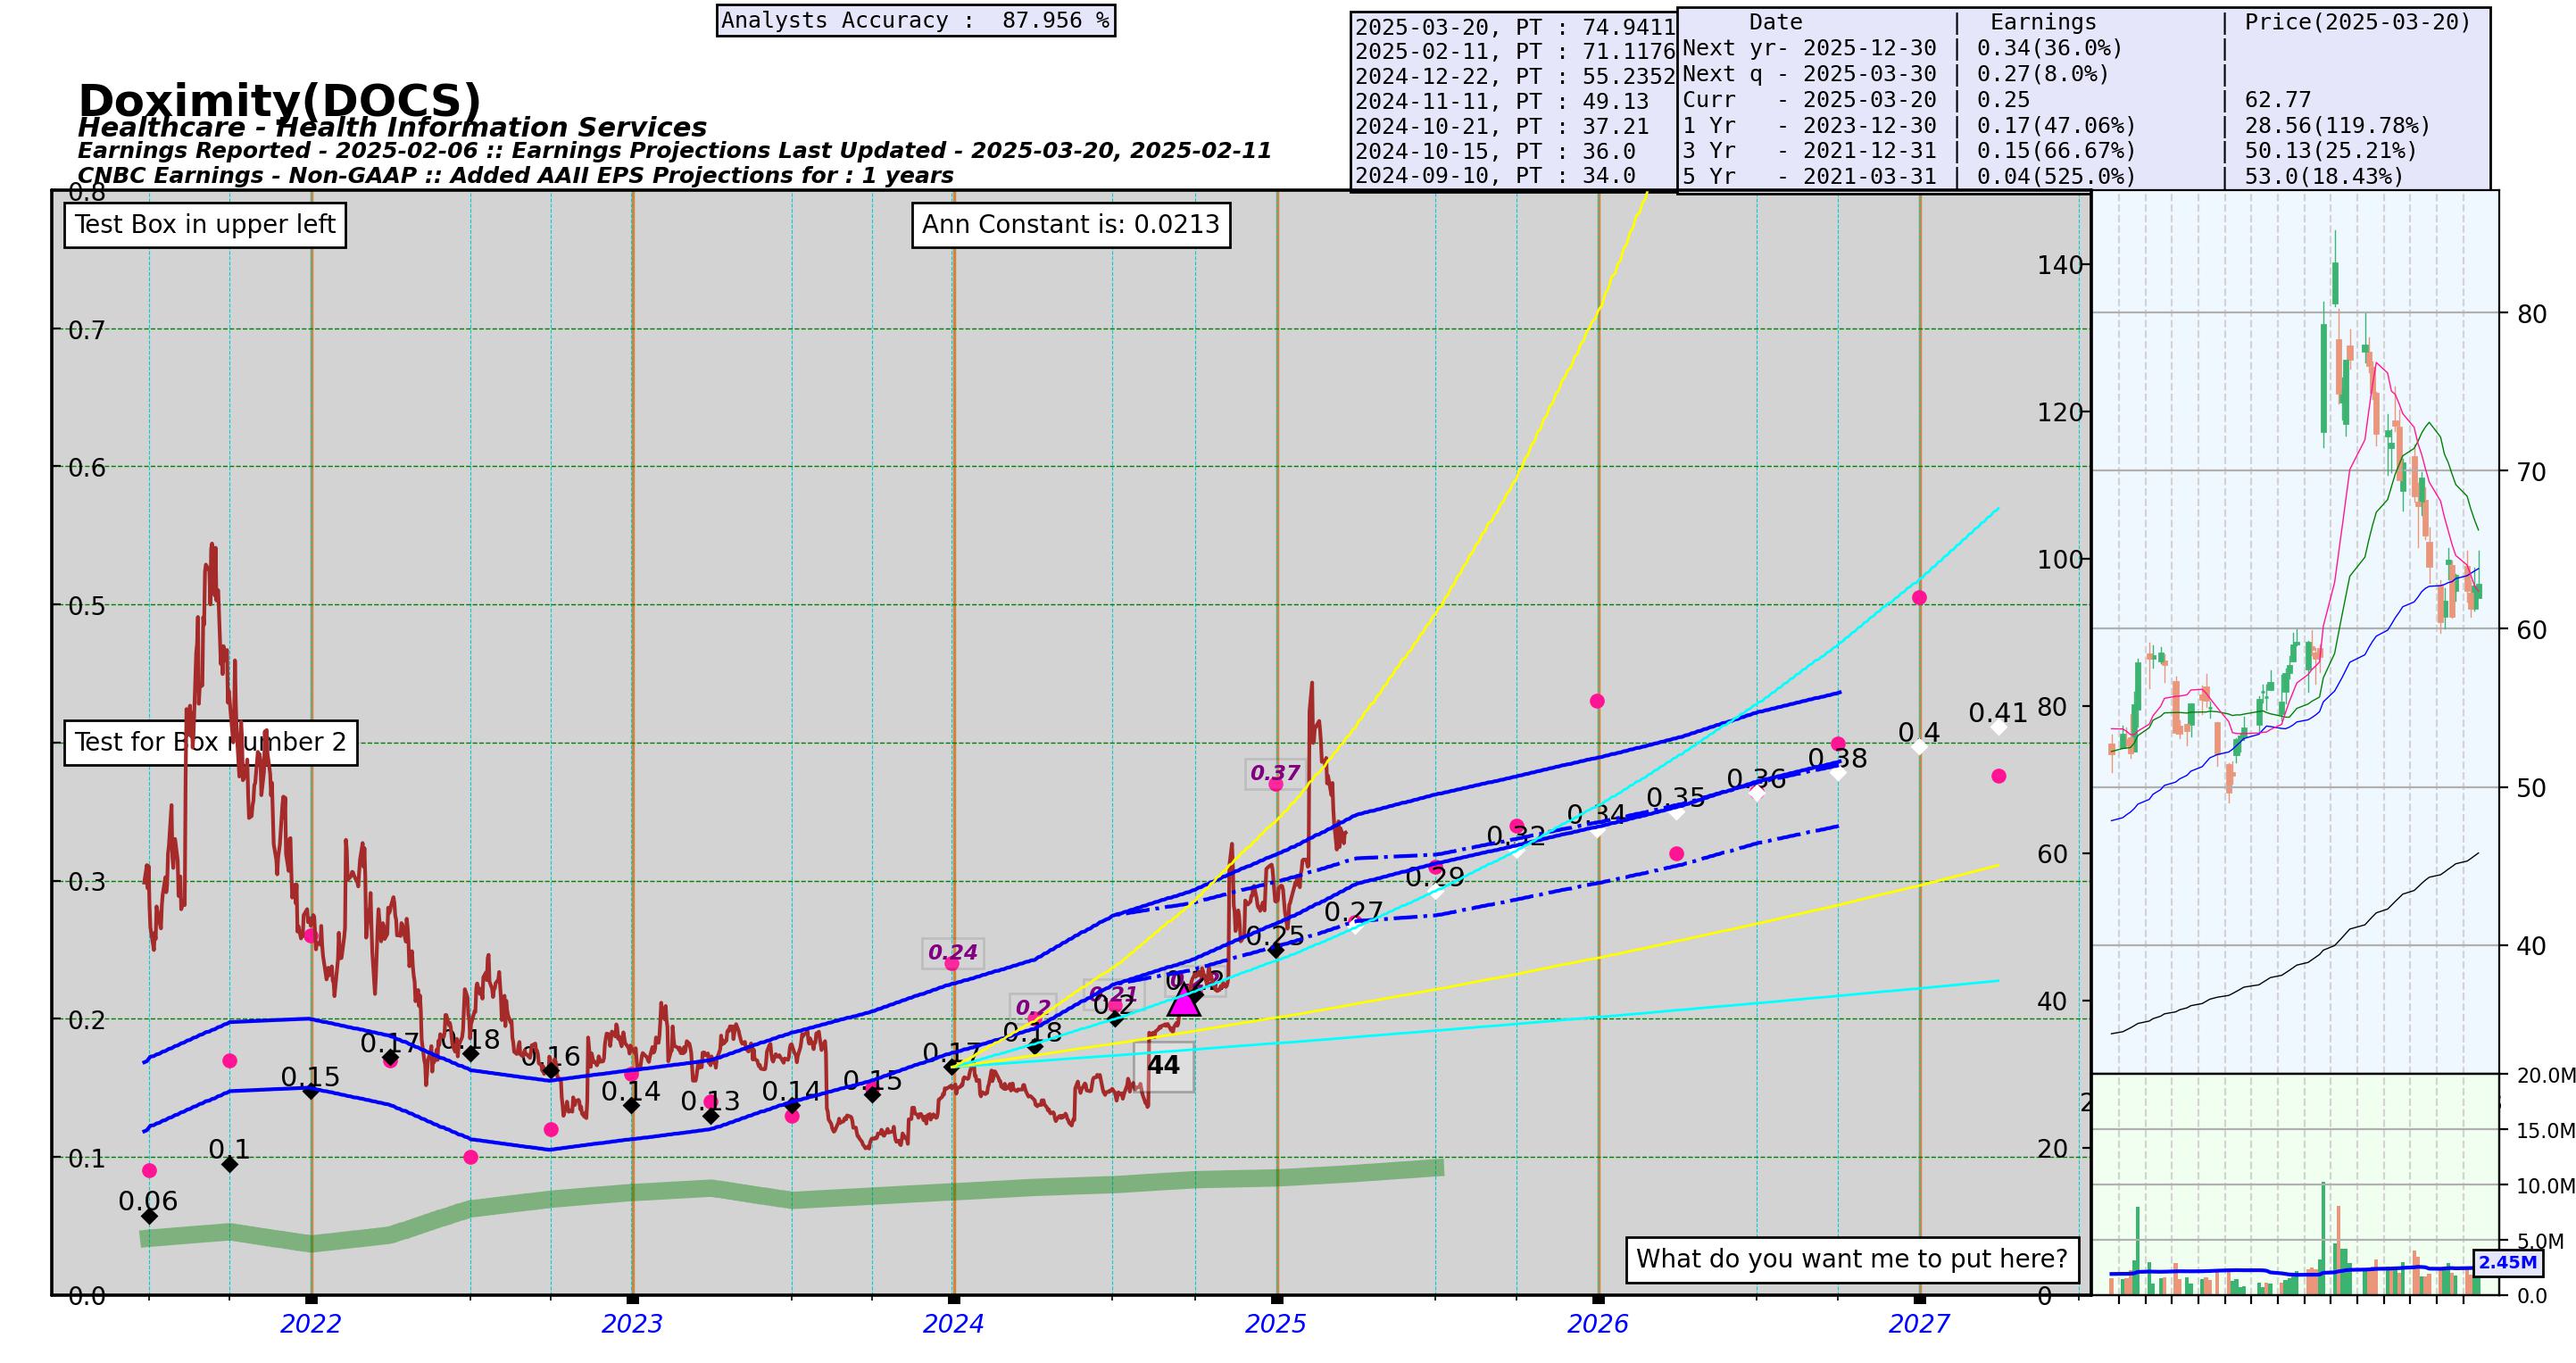 Analysts Accuracy :  87.956 %
2025-03-20, PT : 74.9411
2025-02-11, PT : 71.1176
2024-12-22, PT : 55.2352
2024-11-11, PT : 49.13
2024-10-21, PT : 37.21
2024-10-15, PT : 36.0
2024-09-10, PT : 34.0
Date | Earnings | Price(2025-03-20)
Next yr- 2025-12-30 | 0.34(36.0%) |
Next q - 2025-03-30 | 0.27(8.0%) |
Curr - 2025-03-20 | 0.25 | 62.77
1 Yr - 2023-12-30 | 0.17(47.06%) | 28.56(119.78%)
3 Yr - 2021-12-31 | 0.15(66.67%) | 50.13(25.21%)
5 Yr - 2021-03-31 | 0.04(525.0%) | 53.0(18.43%)
Doximity(DOCS)
Healthcare - Health Information Services
Earnings Reported - 2025-02-06 :: Earnings Projections Last Updated - 2025-03-20, 2025-02-11
CNBC Earnings - Non-GAAP :: Added AAII EPS Projections for : 1 years
Test Box in upper left
Ann Constant is: 0.0213
Test for Box number 2
What do you want me to put here?
0.8
0.7
0.6
0.5
0.3
0.2
0.1
0.0
0.06
0.1
0.15
0.17
0.18
0.16
0.14
0.13
0.14
0.15
0.17
0.18
0.2
0.25
0.27
0.29
0.32
0.34
0.35
0.36
0.38
0.4
0.41
0.24
0.2
0.21
0.37
44
140
120
100
80
60
40
20
0
80
70
60
50
40
20.0M
15.0M
10.0M
5.0M
2.45M
0.0
2022
2023
2024
2025
2026
2027